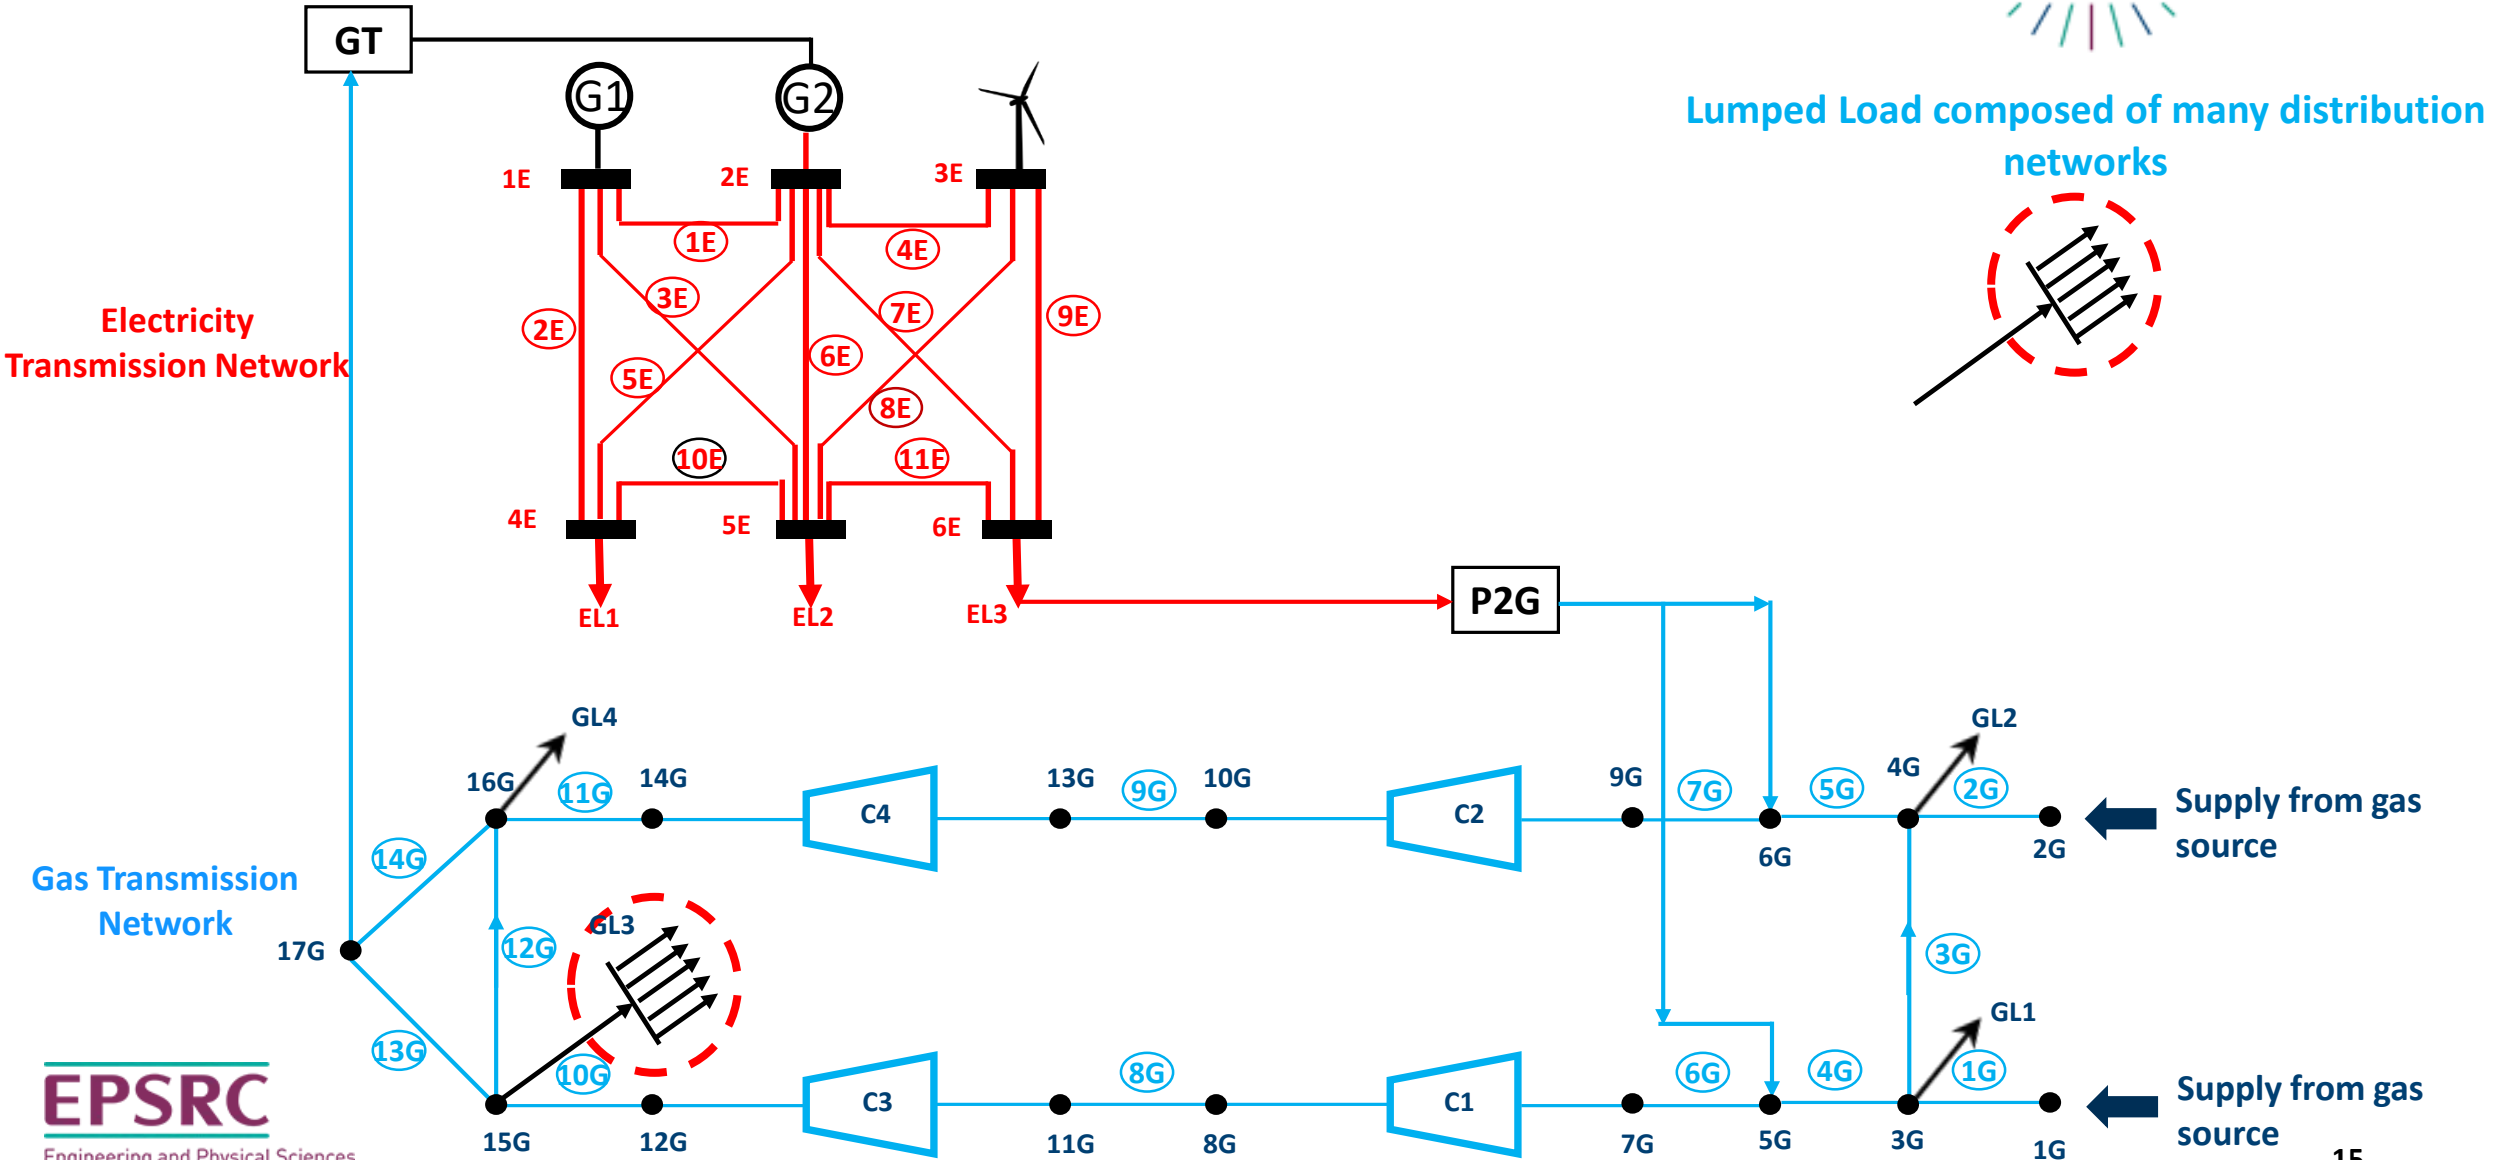 GT
G1
G2
Lumped Load composed of many distribution
networks
1E
2E
3E
1E
4E
3E
7E
2E
9E
6E
5E
8E
10E
11E
Electricity
Transmission Network
4E
5E
6E
EL1
EL2
EL3
P2G
GL4
GL2
16G
11G
14G
C4
13G
9G
10G
C2
9G
7G
5G
4G
2G
6G
2G
Supply from gas
source
14G
Gas Transmission
Network
17G
12G
GL3
3G
13G
10G
GL1
15G
12G
C3
11G
8G
8G
C1
7G
6G
5G
4G
3G
1G
1G
Supply from gas
source
EPSRC
Engineering and Physical Sciences
15